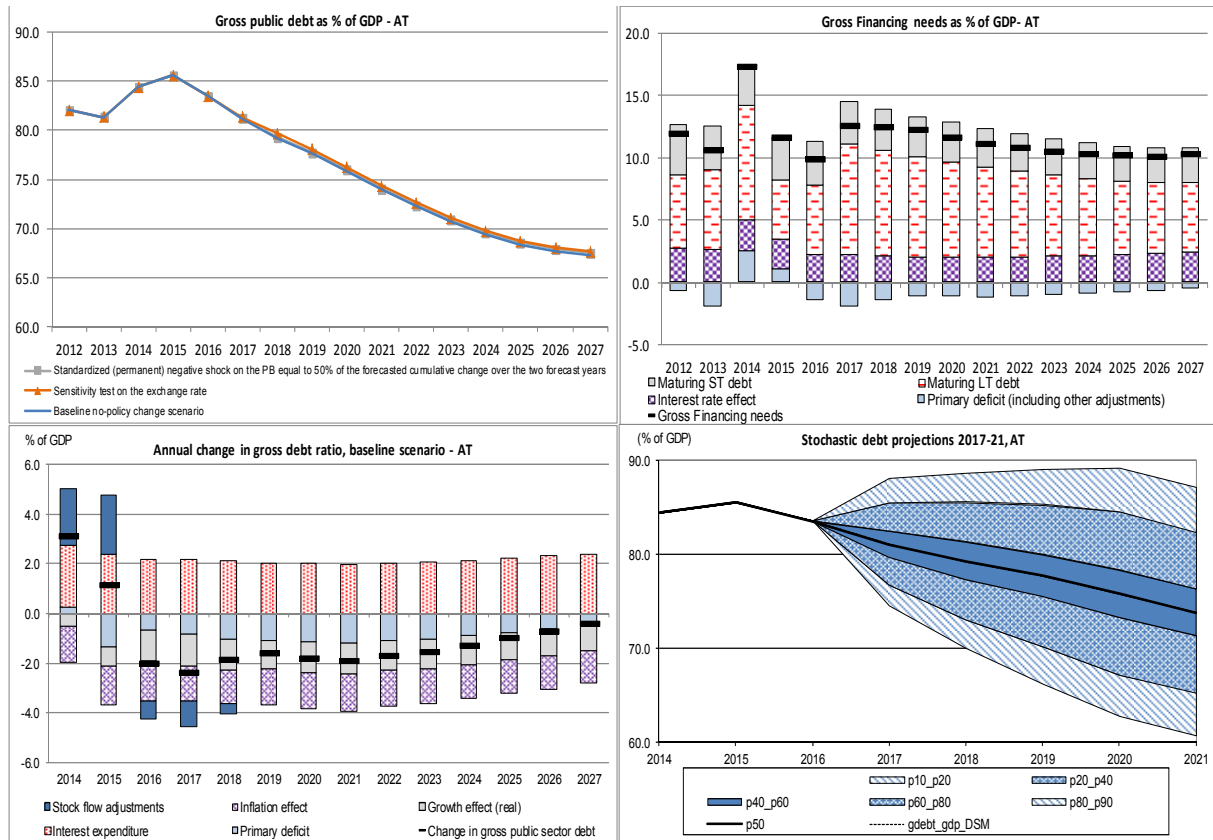 Gross public debt as % of GDP - AT
90.0
85.0
80.0
75.0
70.0
65.0
60.0
2012 2013 2014 2015 2016 2017 2018 2019 2020 2021 2022 2023 2024 2025 2026 2027
Standardized (permanent) negative shock on the PB equal to 50% of the forecasted cumulative change over the two forecast years
Sensitivity test on the exchange rate
Baseline no-policy change scenario
Gross Financing needs as % of GDP- AT
20.0
15.0
10.0
5.0
0.0
-5.0
2012 2013 2014 2015 2016 2017 2018 2019 2020 2021 2022 2023 2024 2025 2026 2027
Maturing ST debt Maturing LT debt
Interest rate effect Primary deficit (including other adjustments)
Gross Financing needs
% of GDP
Annual change in gross debt ratio, baseline scenario - AT
6.0
4.0
2.0
0.0
-2.0
-4.0
-6.0
2014 2015 2016 2017 2018 2019 2020 2021 2022 2023 2024 2025 2026 2027
Stock flow adjustments Inflation effect Growth effect (real)
Interest expenditure Primary deficit Change in gross public sector debt
(% of GDP)
Stochastic debt projections 2017-21, AT
90.0
80.0
70.0
60.0
2014 2015 2016 2017 2018 2019 2020 2021
p10_p20 p20_p40
p40_p60 p60_p80 p80_p90
p50 gdebt_gdp_DSM